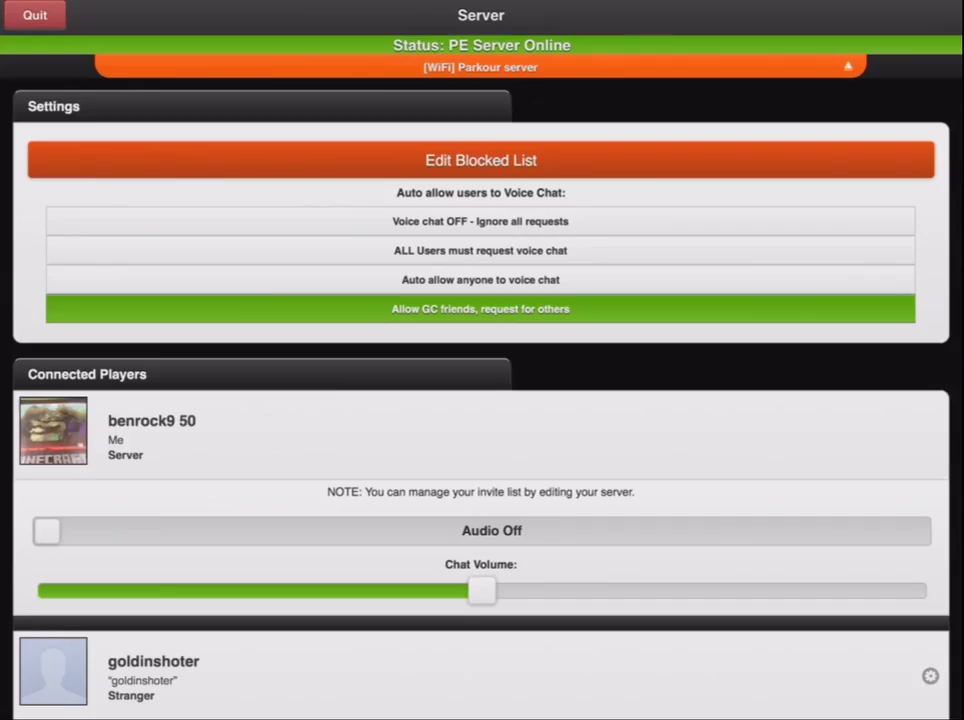 Quit
Server
Status: PE Server Online
[WiFi] Parkour server
Settings
Edit Blocked List
Auto allow users to Voice Chat:
Voice chat OFF - Ignore all requests
ALL Users must request voice chat
Auto allow anyone to voice chat
Allow GC friends, request for others
Connected Players
benrock9 50
Me
Server
INECRAF
NOTE: You can manage your invite list by editing your server.
Audio Off
Chat Volume:
goldinshoter
"goldinshoter"
Stranger